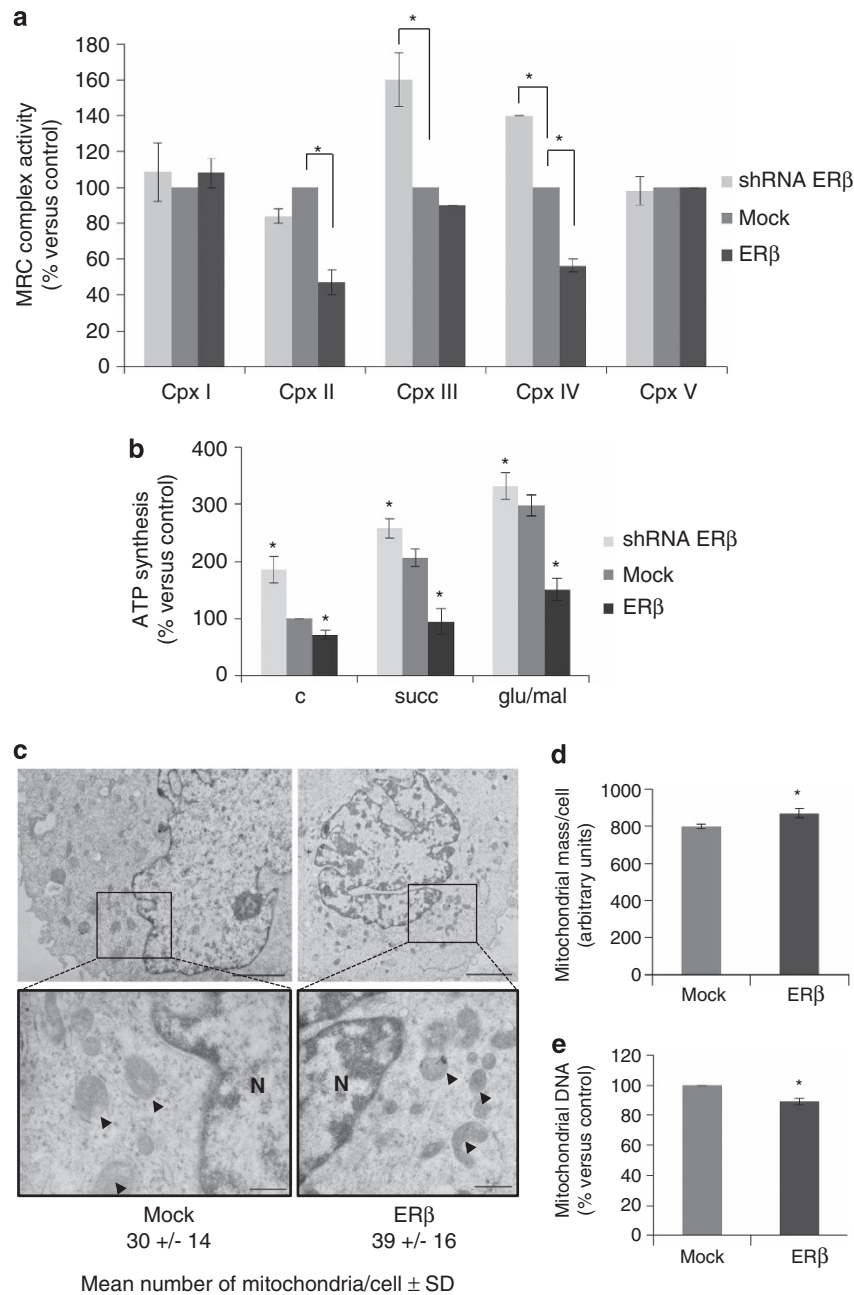 a
MRC complex activity
(% versus control)
180
160
140
120
100
80
60
40
20
0
*
*
*
*
Cpx I
Cpx II
Cpx III
Cpx IV
Cpx V
shRNA ERβ
Mock
ERβ
b
ATP synthesis
(% versus control)
400
300
200
100
0
*
*
*
*
*
*
c
succ
glu/mal
shRNA ERβ
Mock
ERβ
c
N
N
Mock
30 +/- 14
ERβ
39 +/- 16
Mean number of mitochondria/cell ± SD
d
Mitochondrial mass/cell
(arbitrary units)
1000
800
600
400
200
0
*
Mock
ERβ
e
Mitochondrial DNA
(% versus control)
120
100
80
60
40
20
0
*
Mock
ERβ